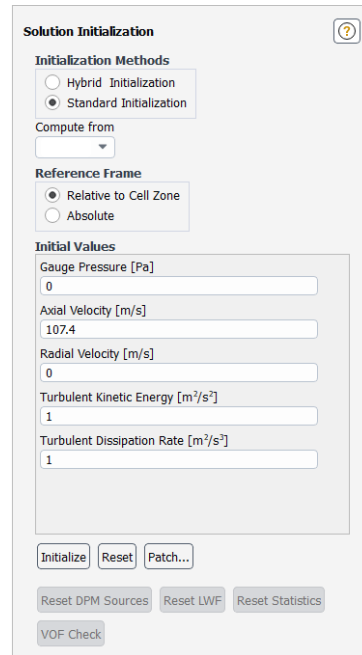 Solution Initialization
?
Initialization Methods
Hybrid Initialization
Standard Initialization
Compute from
Reference Frame
Relative to Cell Zone
Absolute
Initial Values
Gauge Pressure [Pa]
0
Axial Velocity [m/s]
107.4
Radial Velocity [m/s]
0
Turbulent Kinetic Energy [m²/s²]
1
Turbulent Dissipation Rate [m²/s³]
1
Initialize Reset Patch...
Reset DPM Sources Reset LWF Reset Statistics
VOF Check